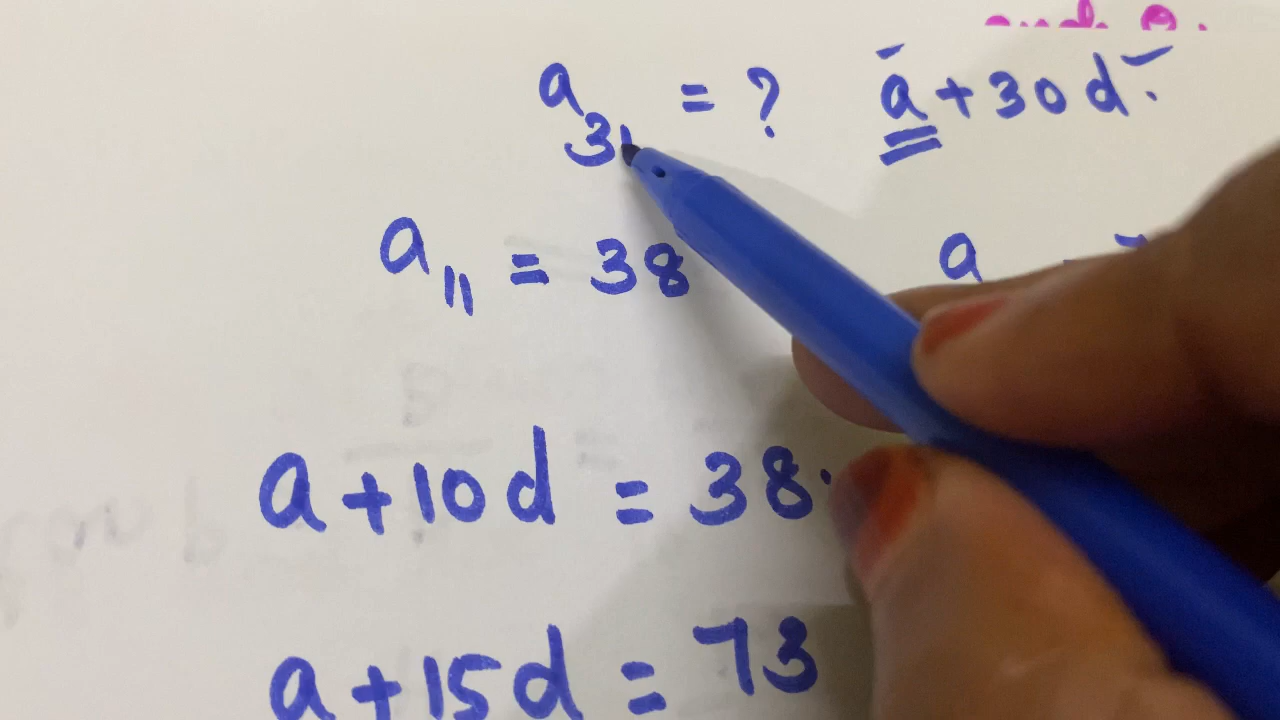 a₃₁ = ? a + 30d.
a₁₁ = 38 a
a + 10d = 38.
a + 15d = 73